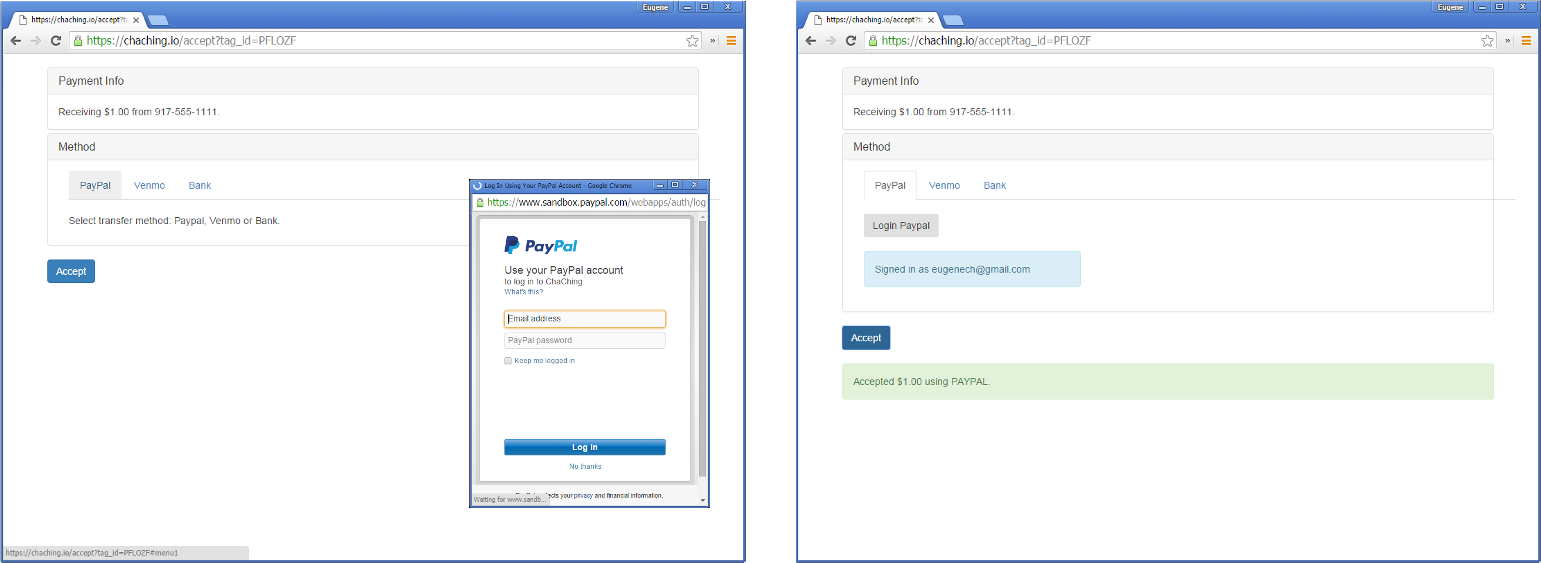 Eugene
https://chaching.io/accept?ta
https://chaching.io/accept?tag_id=PFLOZF
»
Payment Info
Receiving $1.00 from 917-555-1111.
Method
PayPal Venmo Bank
Select transfer method: Paypal, Venmo or Bank.
Accept
https://chaching.io/accept?tag_id=PFLOZF#menu1
Log In Using Your PayPal Account - Google Chrome
https://www.sandbox.paypal.com/webapps/auth/log
PayPal
Use your PayPal account
to log in to ChaChing
What's this?
Email address
PayPal password
Keep me logged in
Log In
No thanks
your privacy and financial information.
Waiting for www.sandb...
Eugene
https://chaching.io/accept?ta
https://chaching.io/accept?tag_id=PFLOZF
»
Payment Info
Receiving $1.00 from 917-555-1111.
Method
PayPal Venmo Bank
Login Paypal
Signed in as eugenech@gmail.com
Accept
Accepted $1.00 using PAYPAL.